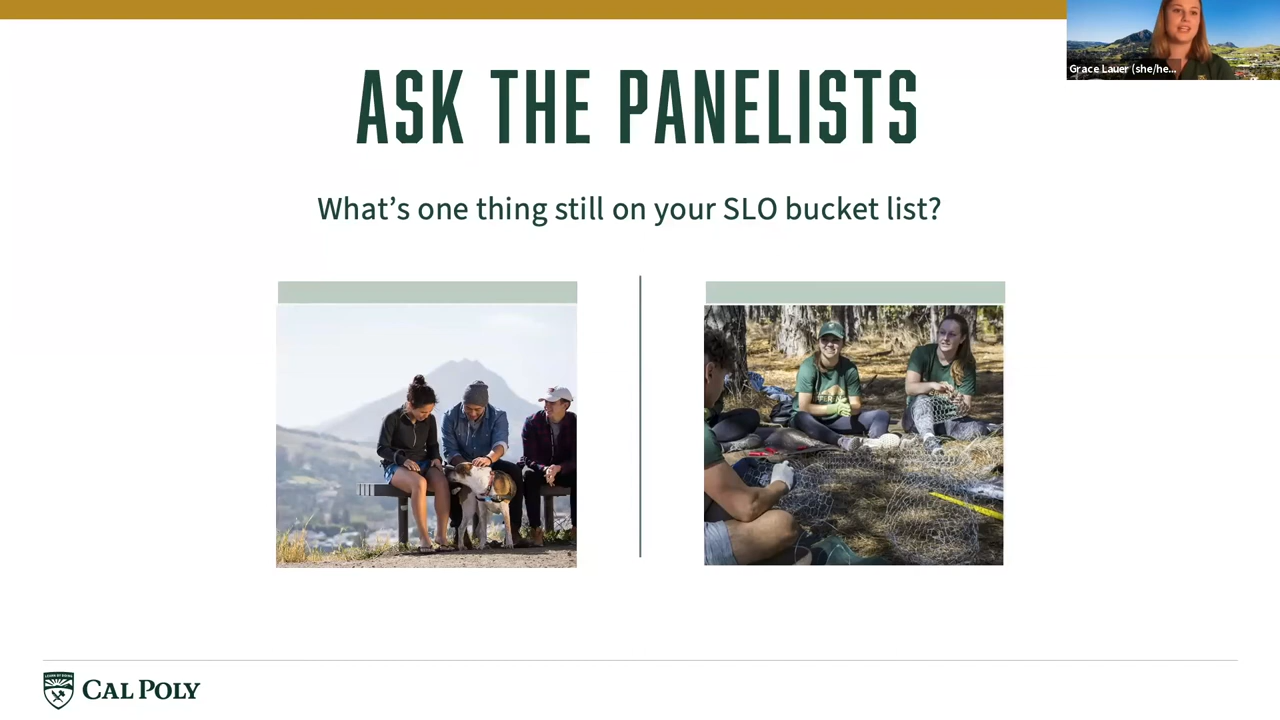 Grace Lauer (she/he...
ASK THE PANELISTS
What's one thing still on your SLO bucket list?
CAL POLY